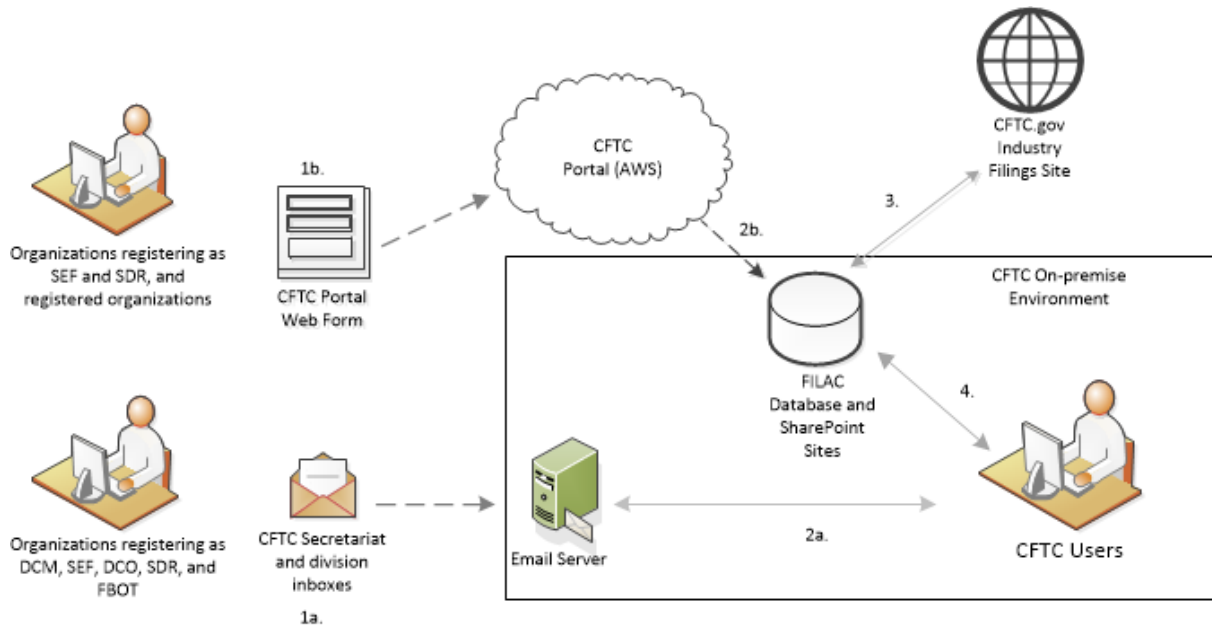 Organizations registering as
SEF and SDR, and
registered organizations
1b.
CFTC Portal
Web Form
CFTC
Portal (AWS)
2b.
3.
CFTC.gov
Industry
Filings Site
CFTC On-premise
Environment
FILAC
Database and
SharePoint
Sites
4.
CFTC Users
Organizations registering as
DCM, SEF, DCO, SDR, and
FBOT
CFTC Secretariat
and division
inboxes
1a.
Email Server
2a.